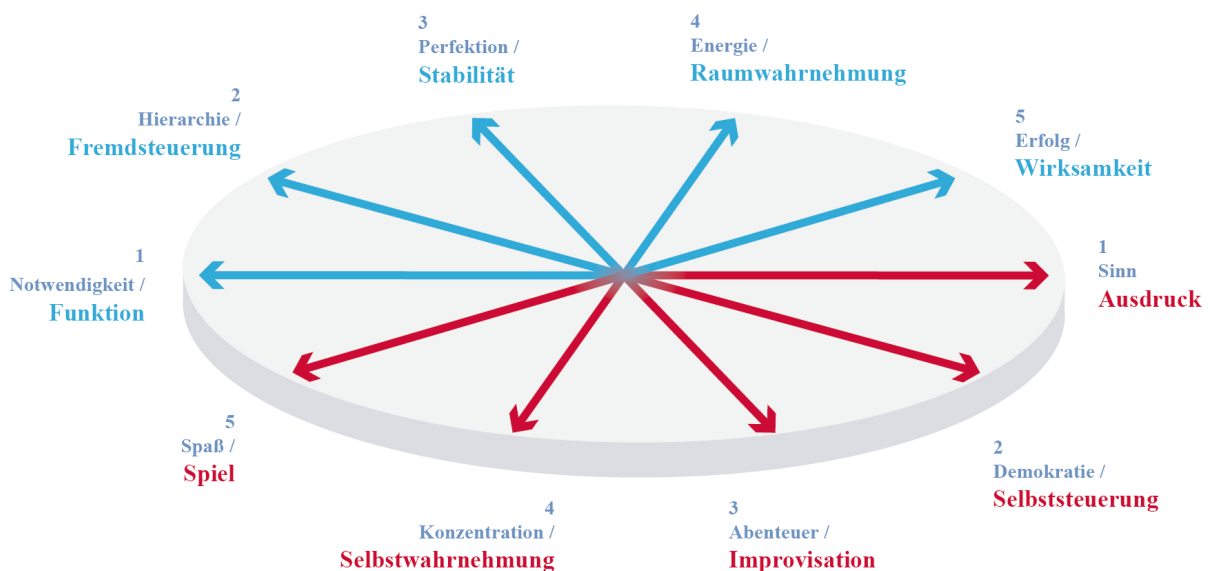 3
Perfektion /
Stabilität
4
Energie /
Raumwahrnehmung
2
Hierarchie /
Fremdsteuerung
5
Erfolg /
Wirksamkeit
1
Notwendigkeit /
Funktion
1
Sinn
Ausdruck
5
Spaß /
Spiel
2
Demokratie /
Selbststeuerung
4
Konzentration /
Selbstwahrnehmung
3
Abenteuer /
Improvisation